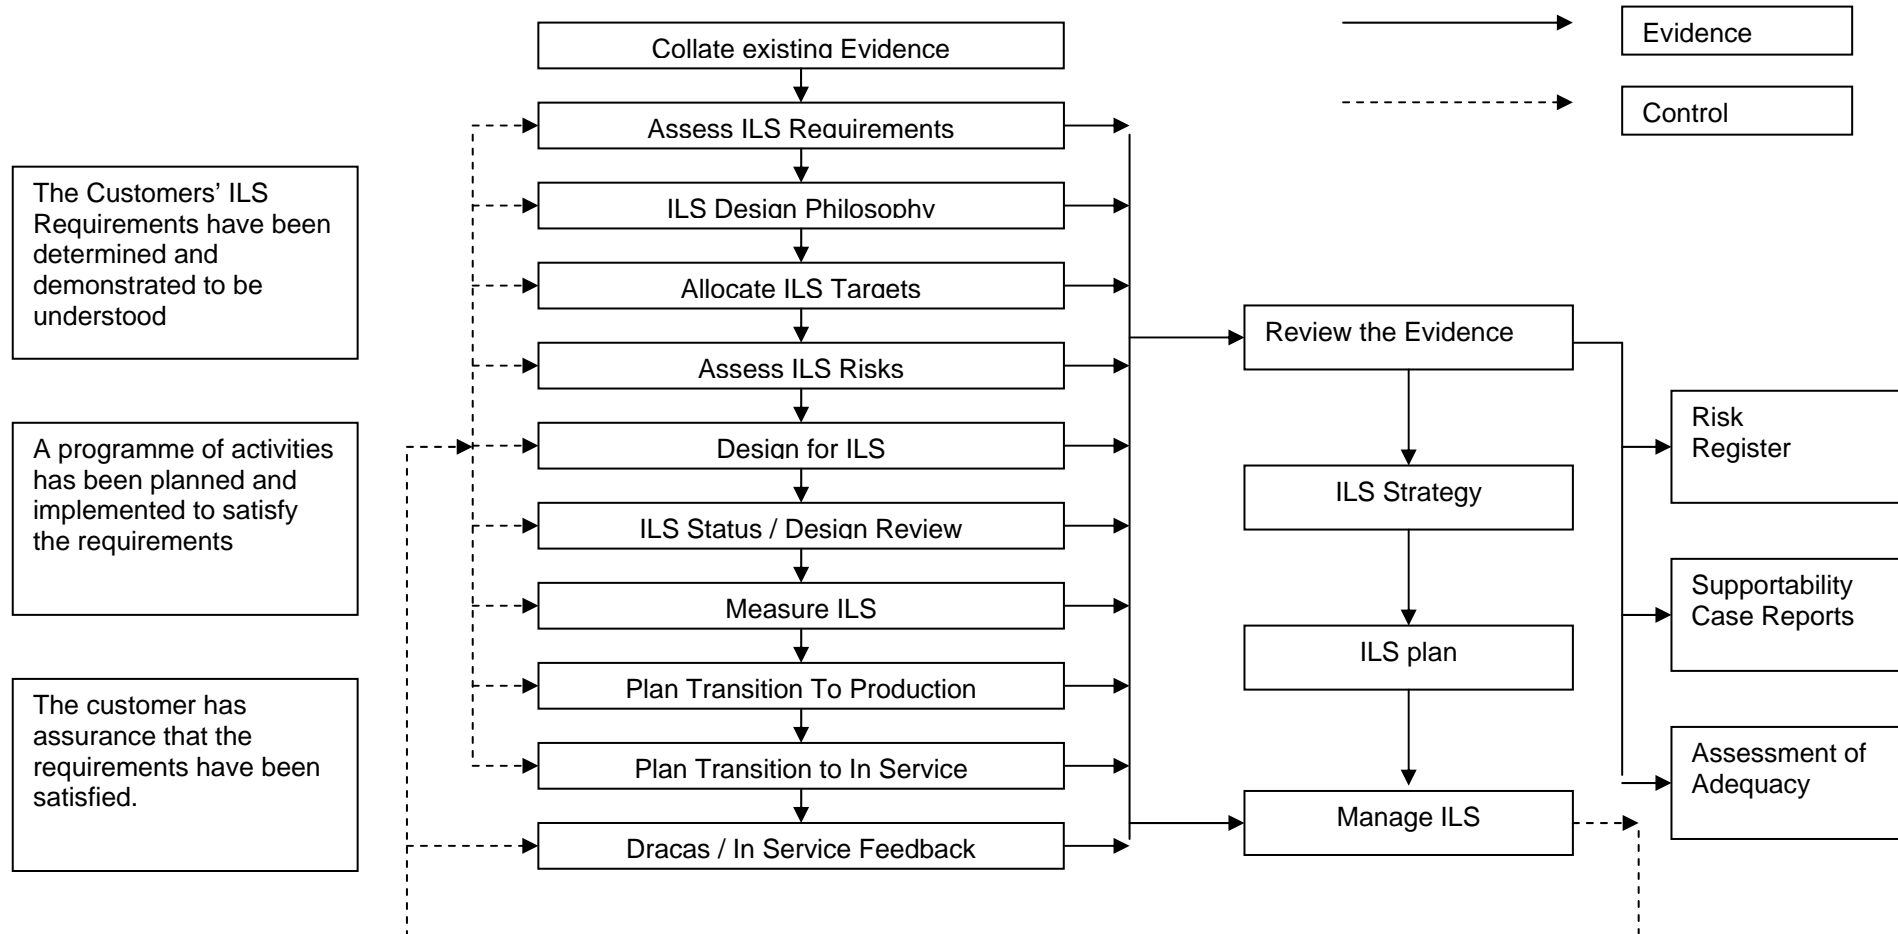 Collate existing Evidence
Assess ILS Requirements
ILS Design Philosophy
Allocate ILS Targets
Assess ILS Risks
Design for ILS
ILS Status / Design Review
Measure ILS
Plan Transition To Production
Plan Transition to In Service
Dracas / In Service Feedback
Evidence
Control
The Customers’ ILS
Requirements have been
determined and
demonstrated to be
understood
A programme of activities
has been planned and
implemented to satisfy
the requirements
The customer has
assurance that the
requirements have been
satisfied.
Review the Evidence
ILS Strategy
ILS plan
Manage ILS
Risk
Register
Supportability
Case Reports
Assessment of
Adequacy